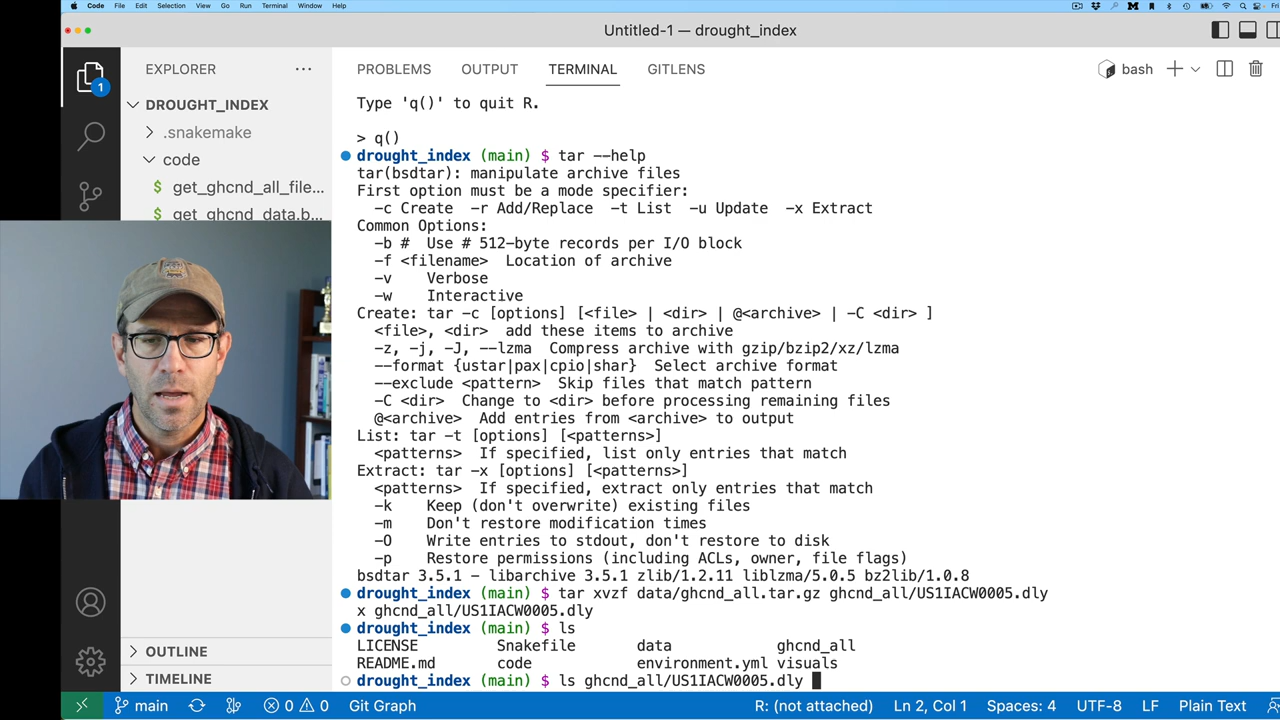 Code File Edit Selection View Go Run Terminal Window Help
Untitled-1 — drought_index
EXPLORER ···
PROBLEMS OUTPUT TERMINAL GITLENS
bash
DROUGHT_INDEX
.snakemake
code
$ get_ghcnd_all_file...
$ get_ghcnd_data.b...
1
Type 'q()' to quit R.
> q()
drought_index (main) $ tar --help
tar(bsdtar): manipulate archive files
First option must be a mode specifier:
-c Create -r Add/Replace -t List -u Update -x Extract
Common Options:
-b # Use # 512-byte records per I/O block
-f <filename> Location of archive
-v Verbose
-w Interactive
Create: tar -c [options] [<file> | <dir> | @<archive> | -C <dir> ]
<file>, <dir> add these items to archive
-z, -j, -J, --lzma Compress archive with gzip/bzip2/xz/lzma
--format {ustar|pax|cpio|shar} Select archive format
--exclude <pattern> Skip files that match pattern
-C <dir> Change to <dir> before processing remaining files
@<archive> Add entries from <archive> to output
List: tar -t [options] [<patterns>]
<patterns> If specified, list only entries that match
Extract: tar -x [options] [<patterns>]
<patterns> If specified, extract only entries that match
-k Keep (don't overwrite) existing files
-m Don't restore modification times
-O Write entries to stdout, don't restore to disk
-p Restore permissions (including ACLs, owner, file flags)
bsdtar 3.5.1 - libarchive 3.5.1 zlib/1.2.11 liblzma/5.0.5 bz2lib/1.0.8
drought_index (main) $ tar xvzf data/ghcnd_all.tar.gz ghcnd_all/US1IACW0005.dly
x ghcnd_all/US1IACW0005.dly
drought_index (main) $ ls
LICENSE Snakefile data ghcnd_all
README.md code environment.yml visuals
drought_index (main) $ ls ghcnd_all/US1IACW0005.dly
OUTLINE
TIMELINE
main 0 0 Git Graph R: (not attached) Ln 2, Col 1 Spaces: 4 UTF-8 LF Plain Text